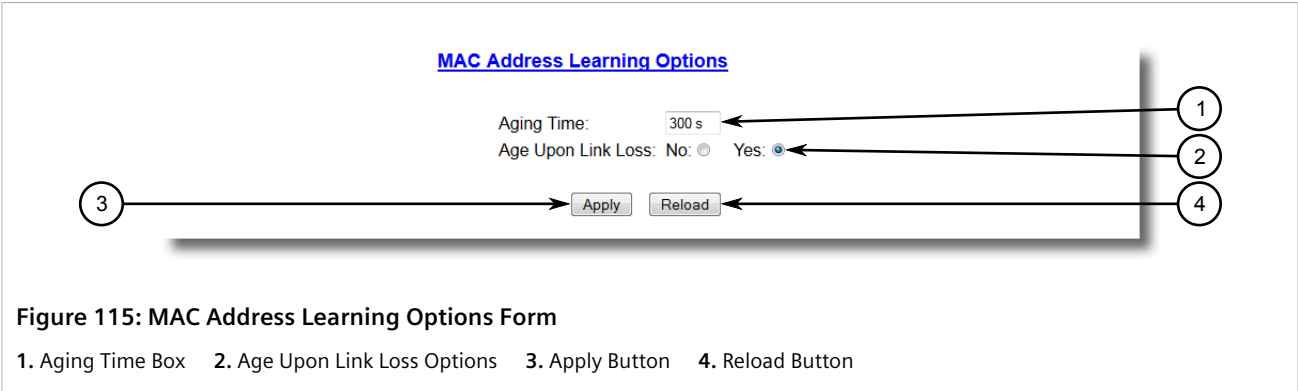 MAC Address Learning Options
Aging Time: 300 s
1
Age Upon Link Loss: No: Yes:
2
3
Apply Reload
4
Figure 115: MAC Address Learning Options Form
1. Aging Time Box 2. Age Upon Link Loss Options 3. Apply Button 4. Reload Button